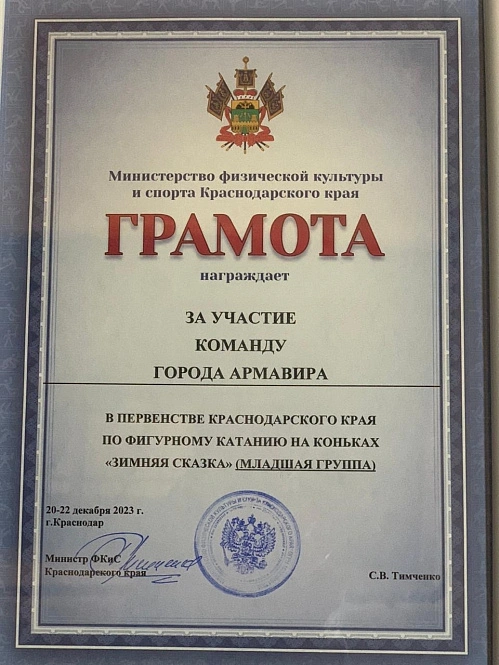 Министерство физической культуры
и спорта Краснодарского края
ГРАМОТА
награждает
ЗА УЧАСТИЕ
КОМАНДУ
ГОРОДА АРМАВИРА
В ПЕРВЕНСТВЕ КРАСНОДАРСКОГО КРАЯ
ПО ФИГУРНОМУ КАТАНИЮ НА КОНЬКАХ
«ЗИМНЯЯ СКАЗКА» (МЛАДШАЯ ГРУППА)
20-22 декабря 2023 г.
г.Краснодар
Министр ФКиС
Краснодарского края
С.В. Тимченко